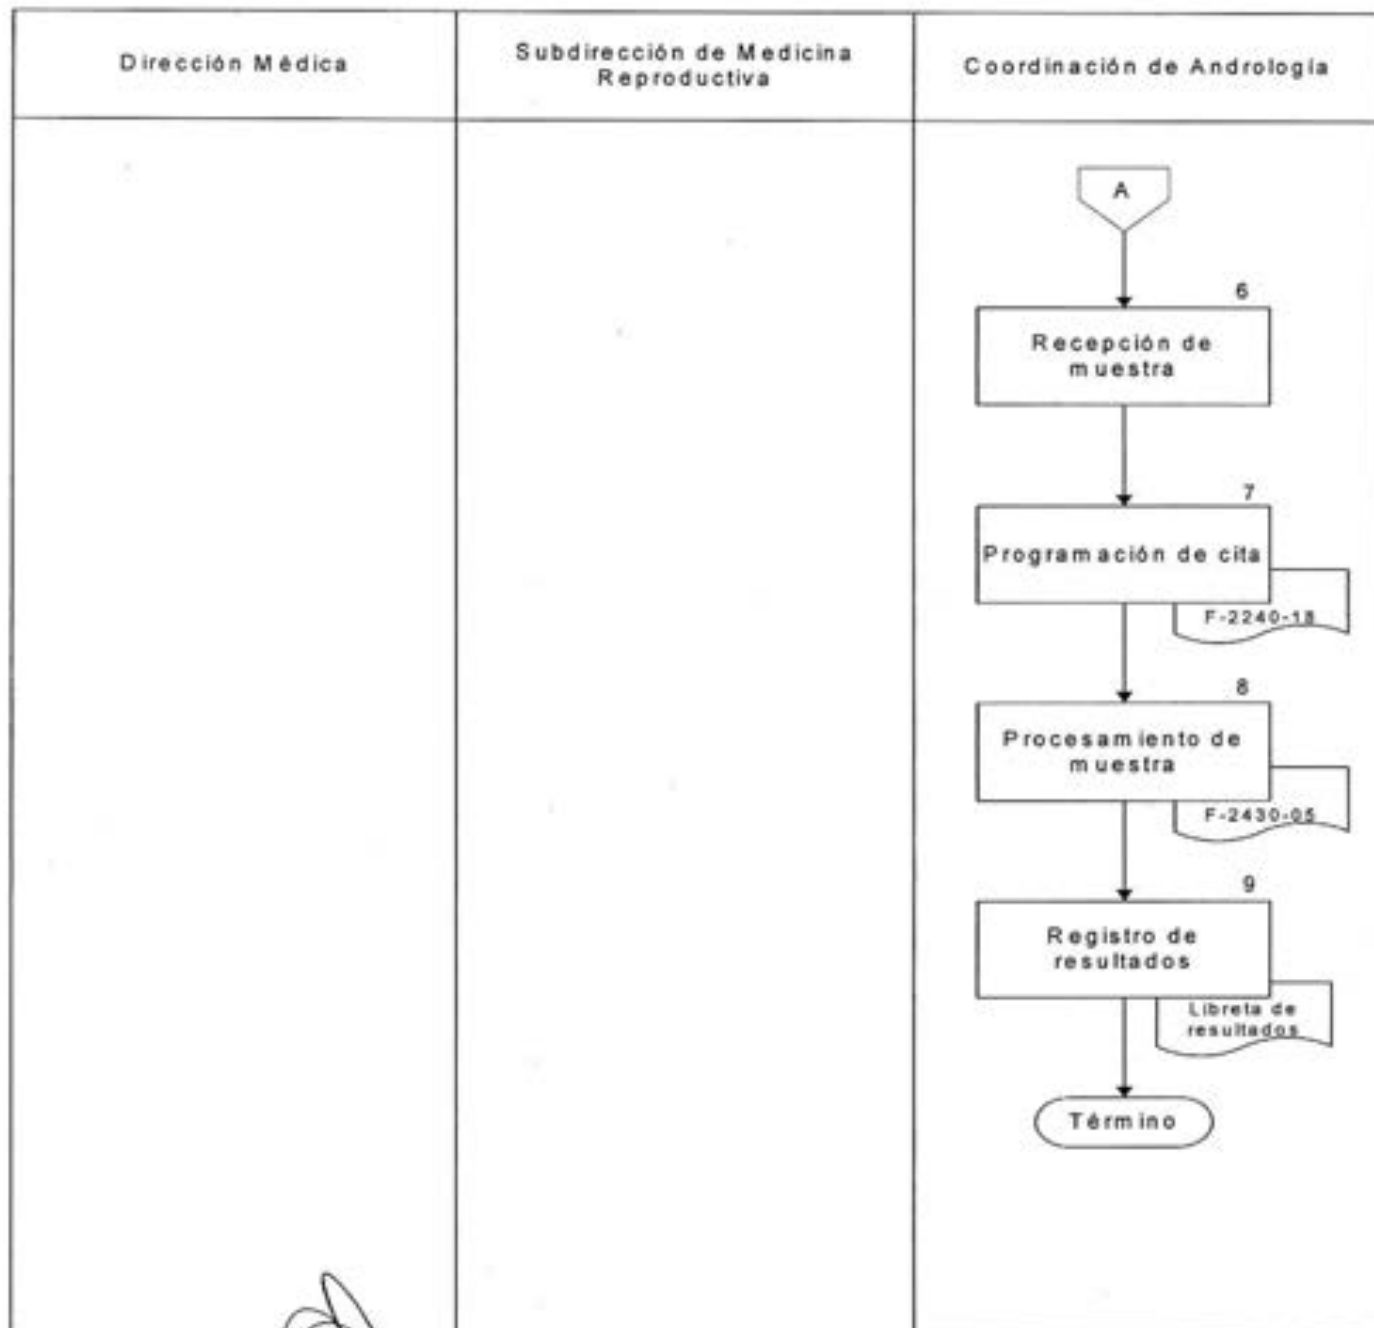 Dirección Médica
Subdirección de Medicina
Reproductiva
Coordinación de Andrología
A
6
Recepción de
muestra
7
Programación de cita
F-2240-18
8
Procesamiento de
muestra
F-2430-05
9
Registro de
resultados
Libreta de
resultados
Término